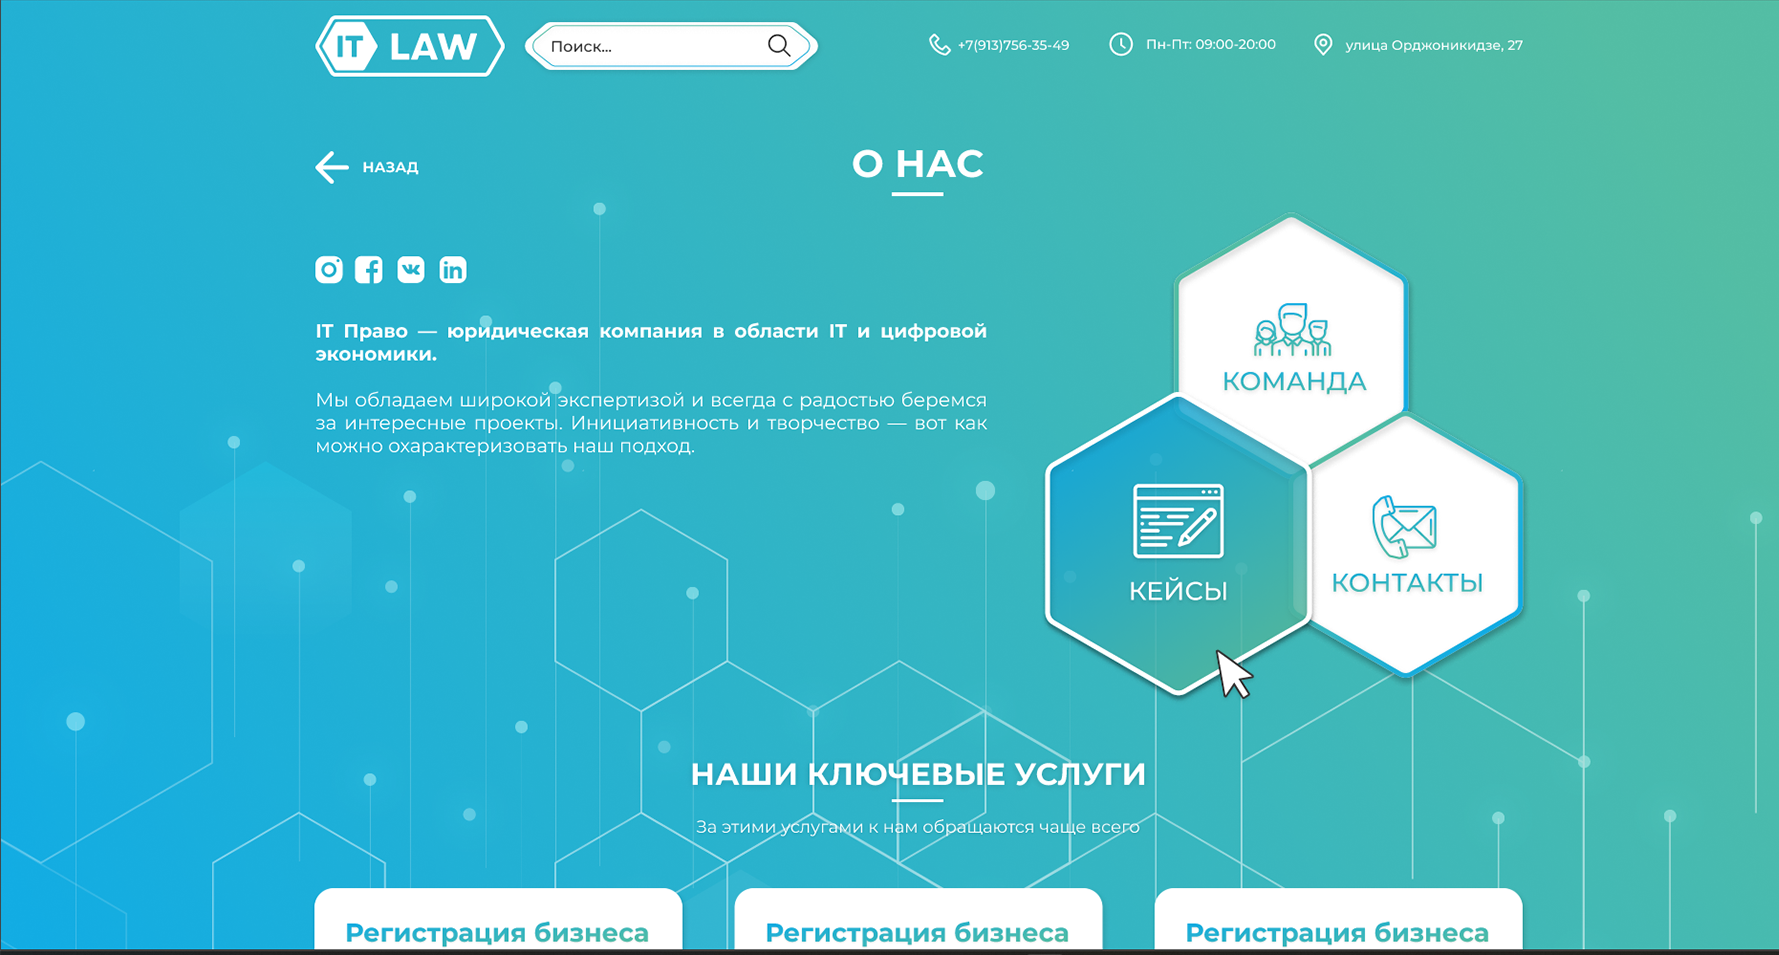 IT LAW
Поиск...
+7(913)756-35-49
Пн-Пт: 09:00-20:00
улица Орджоникидзе, 27
НАЗАД
О НАС
IT Право — юридическая компания в области IT и цифровой
экономики.
Мы обладаем широкой экспертизой и всегда с радостью беремся
за интересные проекты. Инициативность и творчество — вот как
можно охарактеризовать наш подход.
КОМАНДА
КЕЙСЫ
КОНТАКТЫ
НАШИ КЛЮЧЕВЫЕ УСЛУГИ
За этими услугами к нам обращаются чаще всего
Регистрация бизнеса
Регистрация бизнеса
Регистрация бизнеса